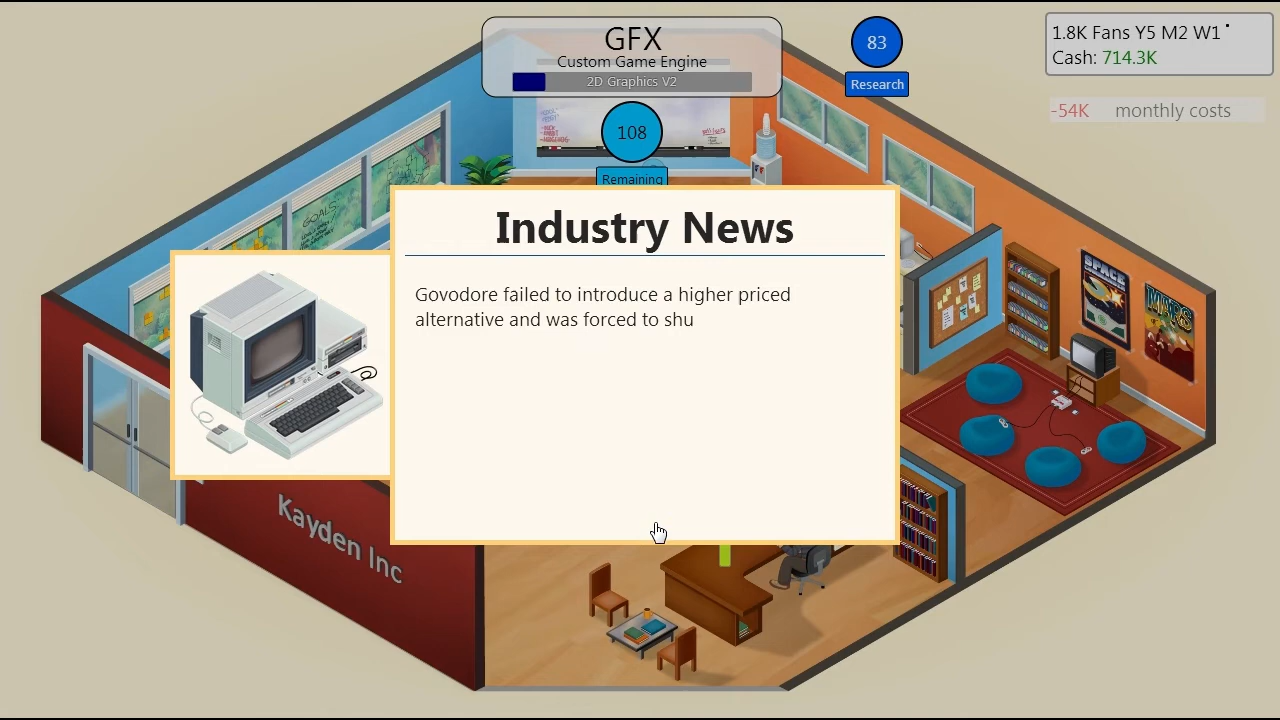 GFX
Custom Game Engine
2D Graphics V2
108
Remaining
83
Research
1.8K Fans Y5 M2 W1
Cash: 714.3K
-54K monthly costs
Industry News
Govodore failed to introduce a higher priced
alternative and was forced to shu
GOALS
SPACE
MARS
Kayden Inc